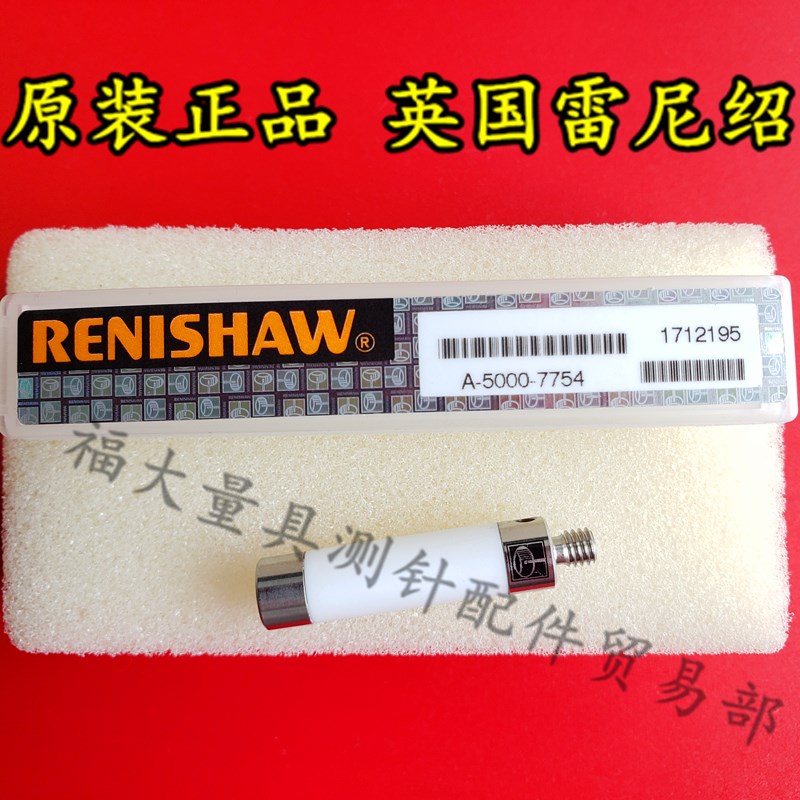 原装正品 英国雷尼绍
RENISHAW®
1712195
A-5000-7754
福大量具测针配件贸易部